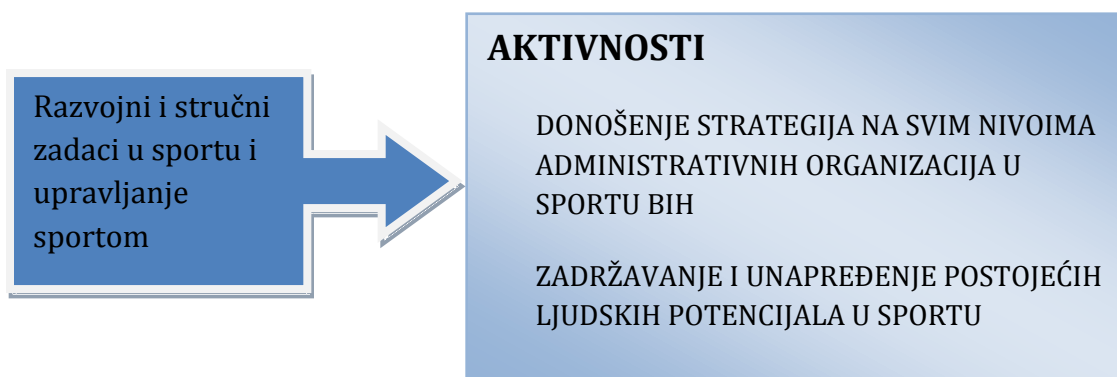 Razvojni i stručni
zadaci u sportu i
upravljanje
sportom
AKTIVNOSTI
DONOŠENJE STRATEGIJA NA SVIM NIVOIMA
ADMINISTRATIVNIH ORGANIZACIJA U
SPORTU BIH
ZADRŽAVANJE I UNAPREĐENJE POSTOJEĆIH
LJUDSKIH POTENCIJALA U SPORTU